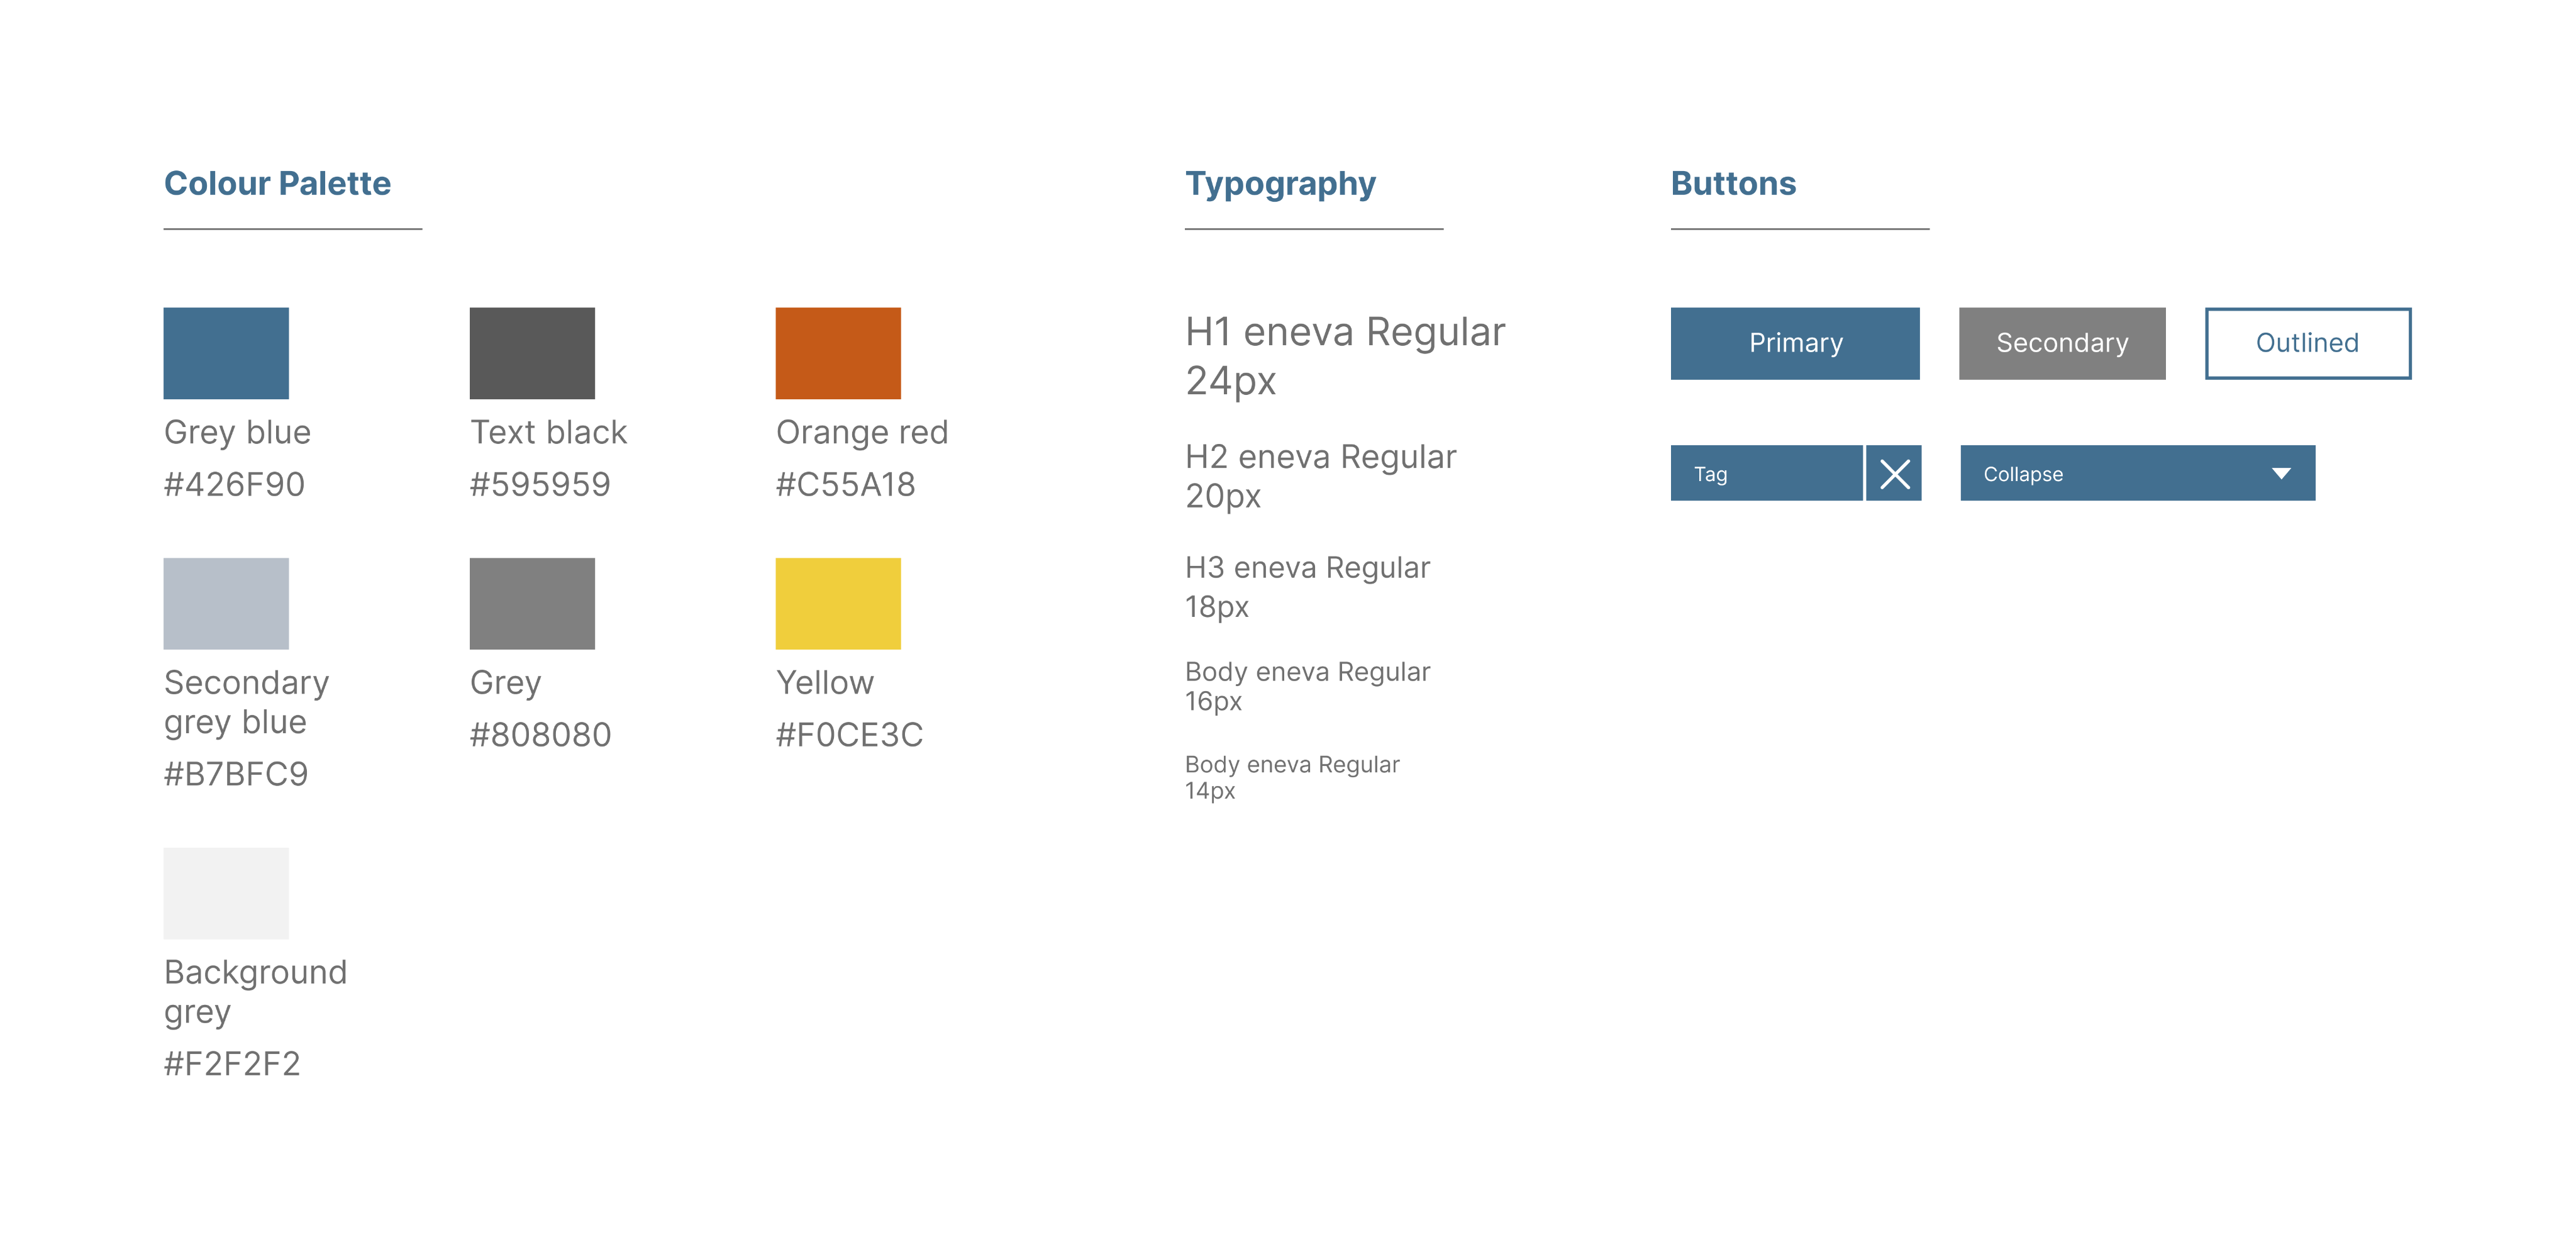 Colour Palette
Grey blue
#426F90
Text black
#595959
Orange red
#C55A18
Secondary
grey blue
#B7BFC9
Grey
#808080
Yellow
#F0CE3C
Background
grey
#F2F2F2
Typography
H1 eneva Regular
24px
H2 eneva Regular
20px
H3 eneva Regular
18px
Body eneva Regular
16px
Body eneva Regular
14px
Buttons
Primary
Secondary
Outlined
Tag
Collapse